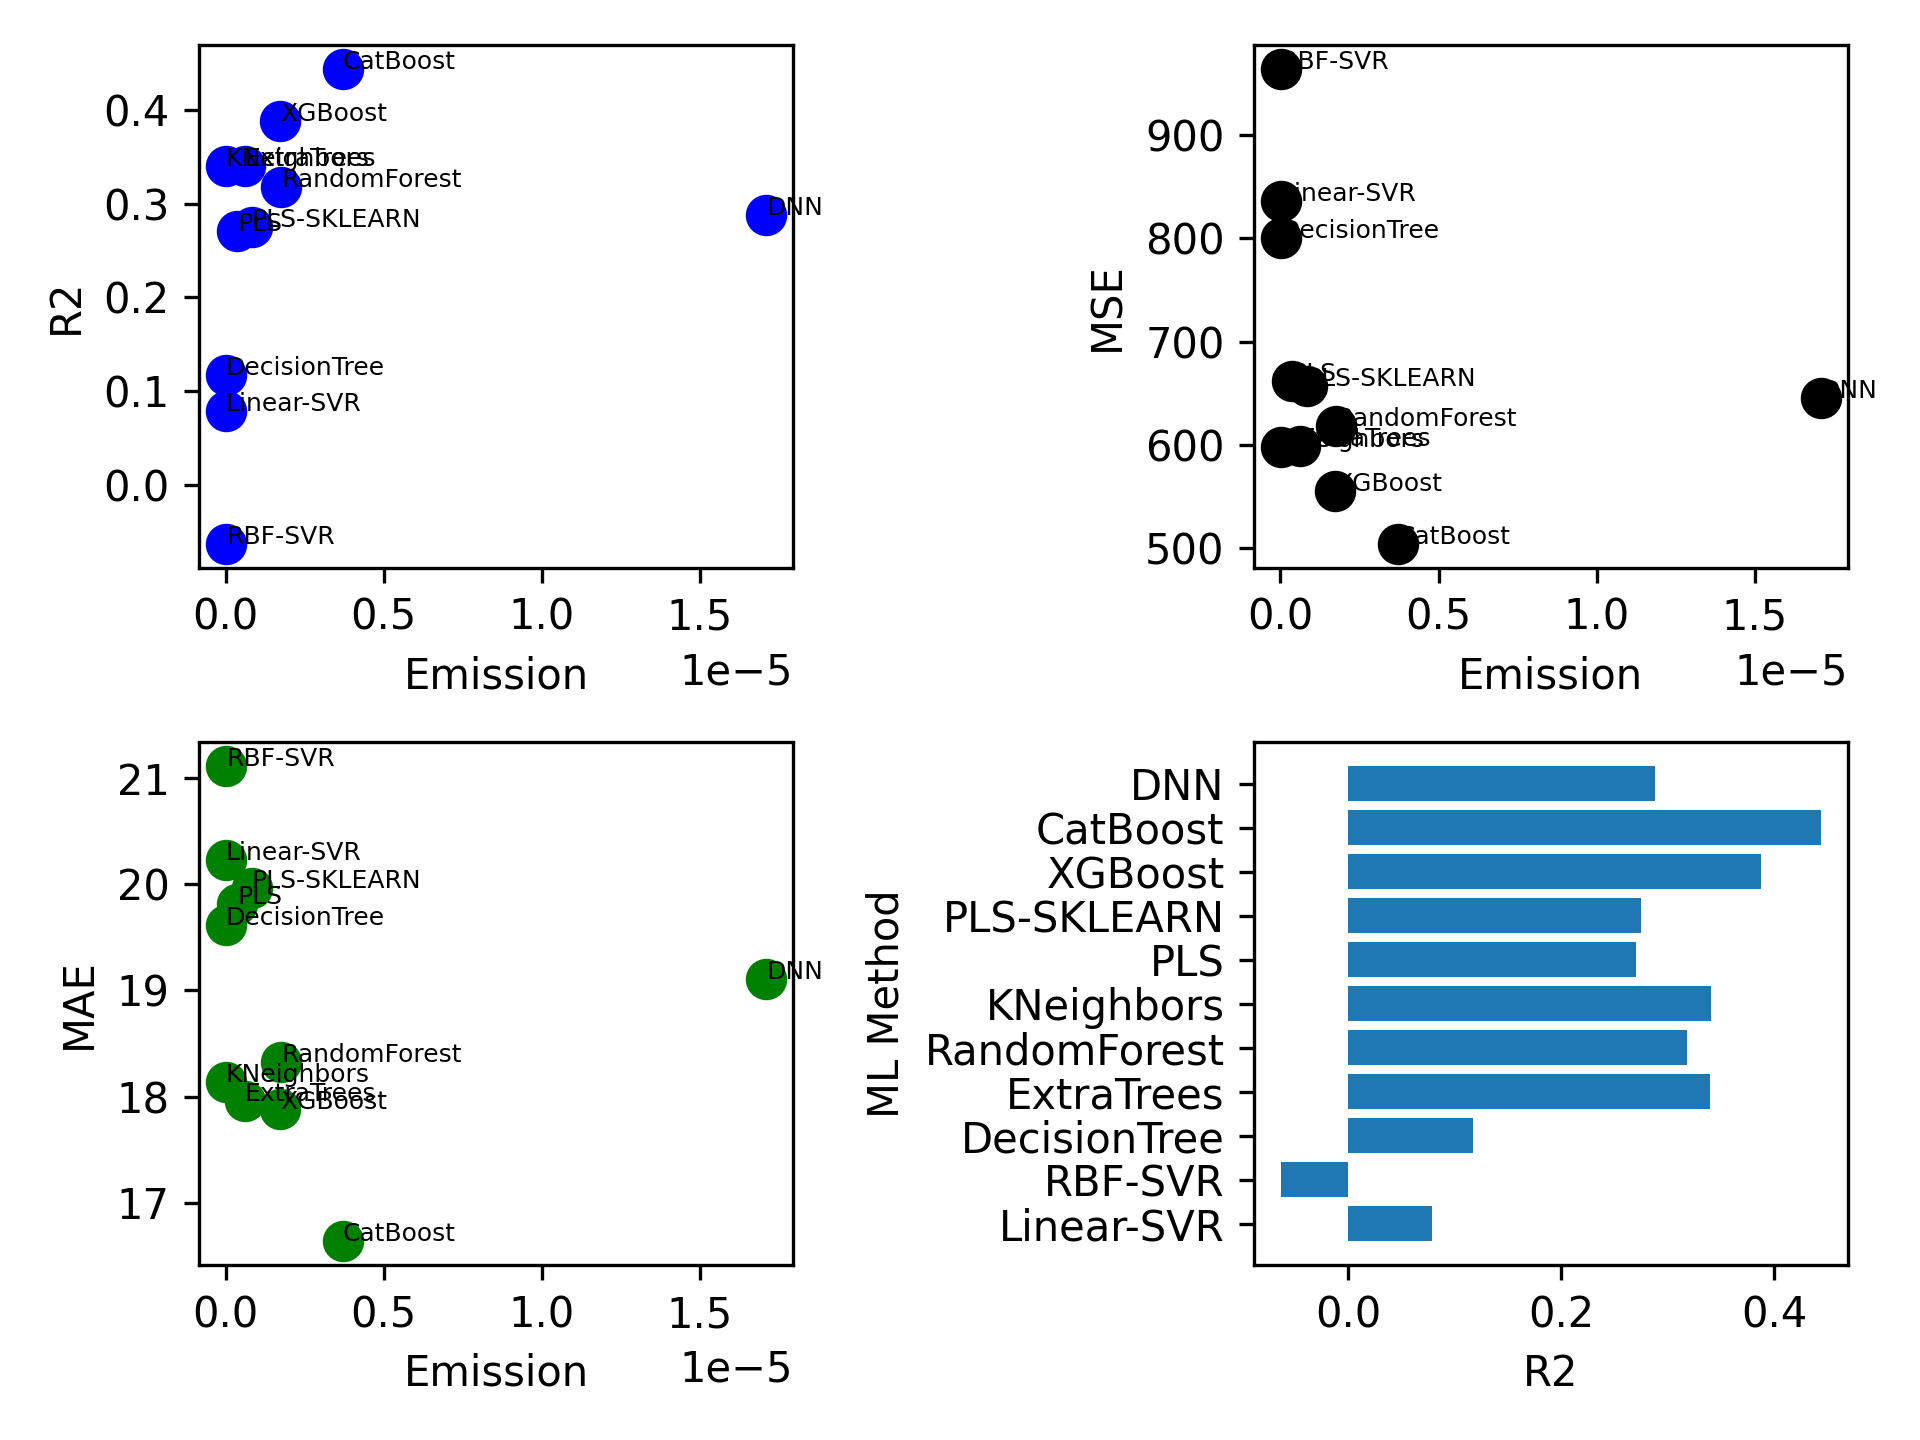 CatBoost
XGBoost
KNeighbors
ExtraTrees
RandomForest
DNN
PLS-SKLEARN
PLS
DecisionTree
Linear-SVR
RBF-SVR
0.4
0.3
0.2
0.1
0.0
R2
0.0 0.5 1.0 1.5
1e−5
Emission
BF-SVR
inear-SVR
ecisionTree
LS
LS-SKLEARN
NN
andomForest
GBoost
atBoost
900
800
700
600
500
MSE
0.0 0.5 1.0 1.5
1e−5
Emission
RBF-SVR
Linear-SVR
PLS-SKLEARN
PLS
DecisionTree
DNN
RandomForest
KNeighbors
ExtraTrees
XGBoost
CatBoost
21
20
19
18
17
MAE
0.0 0.5 1.0 1.5
1e−5
Emission
DNN
CatBoost
XGBoost
PLS-SKLEARN
PLS
KNeighbors
RandomForest
ExtraTrees
DecisionTree
RBF-SVR
Linear-SVR
ML Method
0.0 0.2 0.4
R2